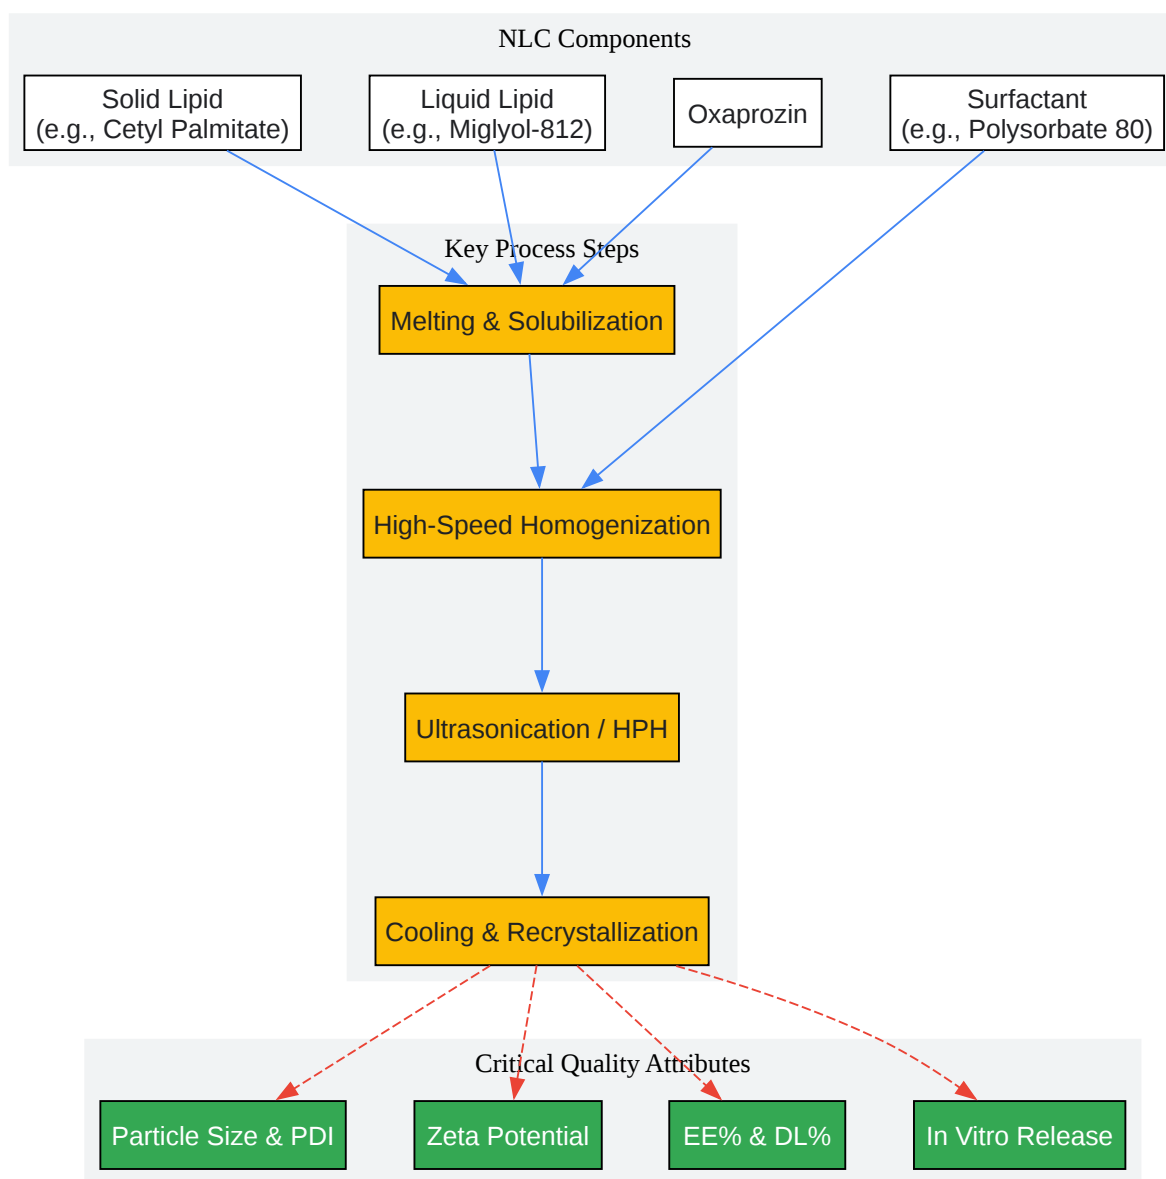 NLC Components
Solid Lipid
(e.g., Cetyl Palmitate)
Liquid Lipid
(e.g., Miglyol-812)
Oxaprozin
Surfactant
(e.g., Polysorbate 80)
Key Process Steps
Melting & Solubilization
High-Speed Homogenization
Ultrasonication / HPH
Cooling & Recrystallization
Critical Quality Attributes
Particle Size & PDI
Zeta Potential
EE% & DL%
In Vitro Release